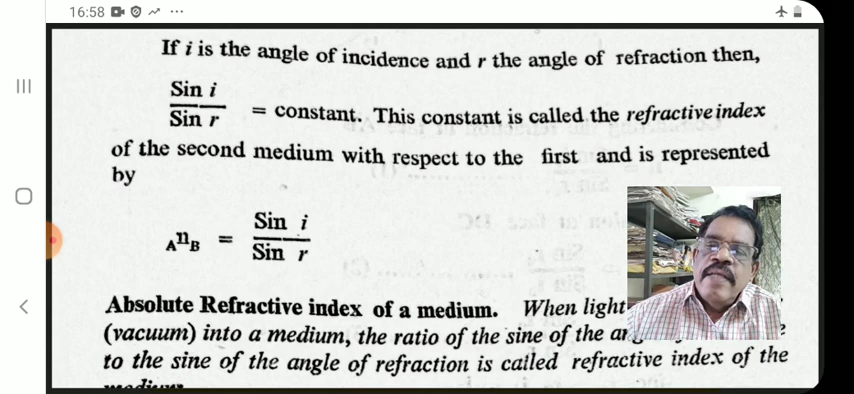 16:58
If i is the angle of incidence and r the angle of refraction then,
Sin i
Sin r
= constant. This constant is called the refractive index
of the second medium with respect to the first and is represented
by
AnB = Sin i
Sin r
Absolute Refractive index of a medium. When light
(vacuum) into a medium, the ratio of the sine of the
to the sine of the angle of refraction is called refractive index of the